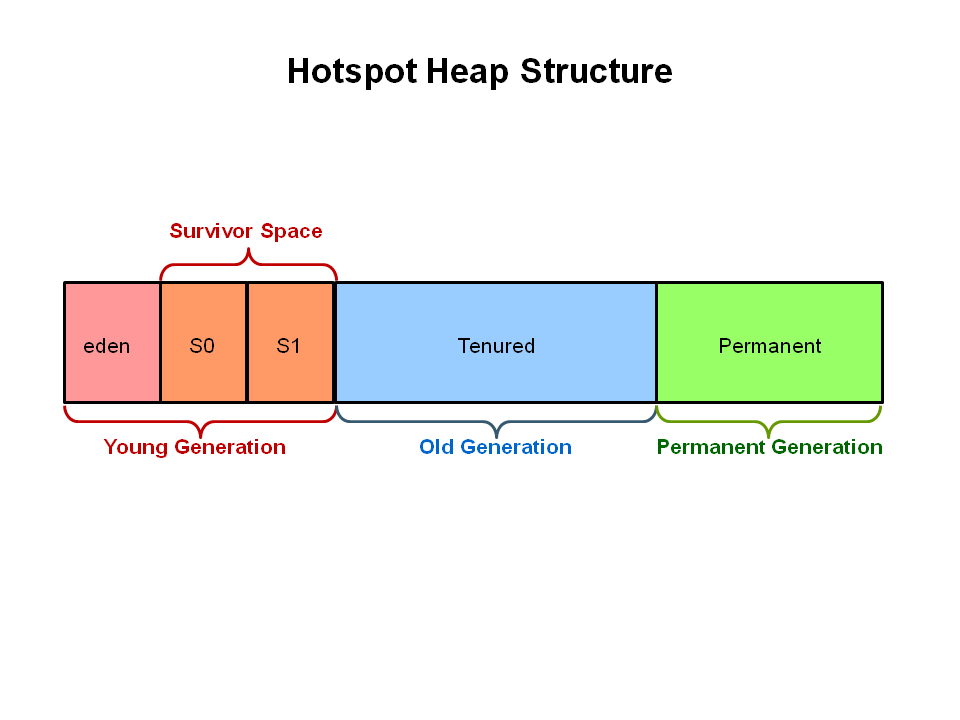 Hotspot Heap Structure
Survivor Space
eden
S0
S1
Tenured
Permanent
Young Generation
Old Generation
Permanent Generation